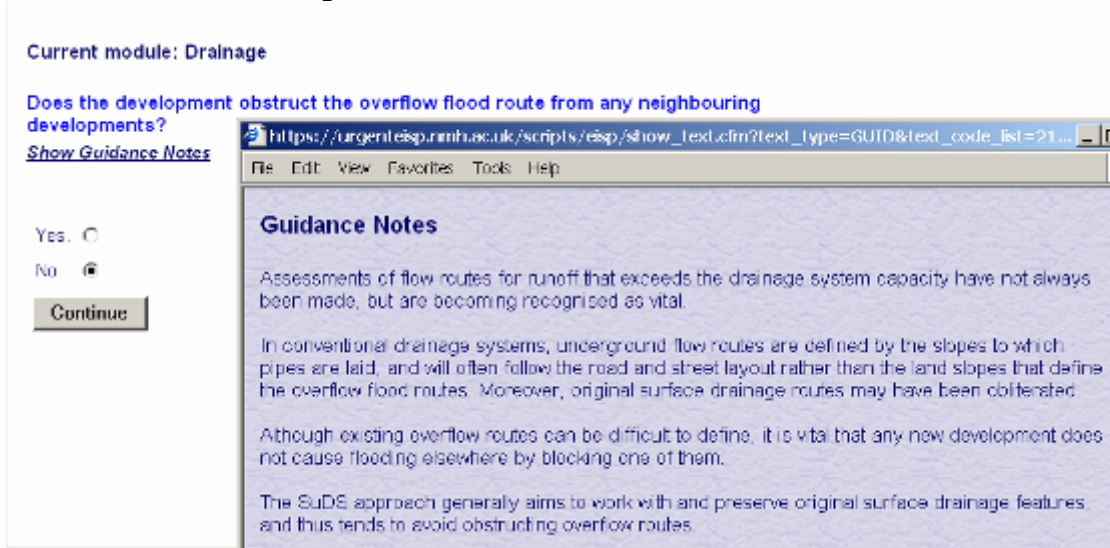 Current module: Drainage
Does the development obstruct the overflow flood route from any neighbouring
developments?
Show Guidance Notes
https://urgenteisp.nmh.ac.uk/scripts/eisp/show_text.cfm?text_type=GUID&text_code_list=21...
File Edit View Favorites Tools Help
Yes.
No
Continue
Guidance Notes
Assessments of flow routes for runoff that exceeds the drainage system capacity have not always
been made, but are becoming recognised as vital.
In conventional drainage systems, underground flow routes are defined by the slopes to which
pipes are laid, and will often follow the road and street layout rather than the land slopes that define
the overflow flood routes. Moreover, original surface drainage routes may have been obliterated.
Although existing overflow routes can be difficult to define, it is vital that any new development does
not cause flooding elsewhere by blocking one of them.
The SuDS approach generally aims to work with and preserve original surface drainage features,
and thus tends to avoid obstructing overflow routes.